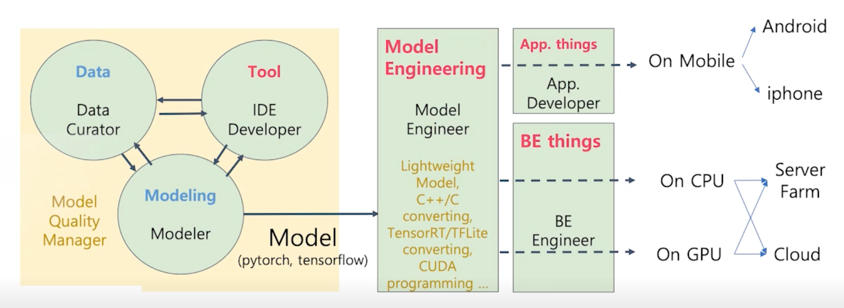 Data
Data
Curator
Tool
IDE
Developer
Modeling
Modeler
Model
Quality
Manager
Model
(pytorch, tensorflow)
Model
Engineering
Model
Engineer
Lightweight
Model,
C++/C
converting,
TensorRT/TFLite
converting,
CUDA
programming ...
App. things
App.
Developer
BE things
BE
Engineer
On Mobile
Android
iphone
On CPU
On GPU
Server
Farm
Cloud